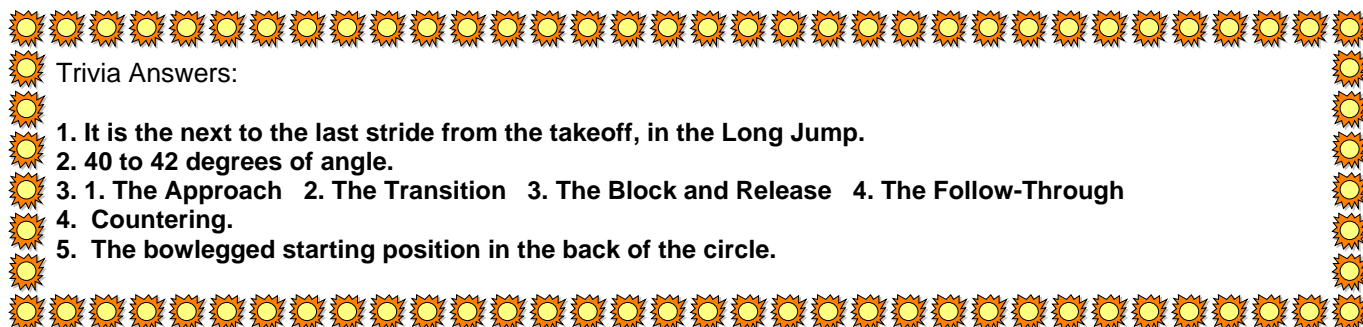 Trivia Answers:
1. It is the next to the last stride from the takeoff, in the Long Jump.
2. 40 to 42 degrees of angle.
3. 1. The Approach   2. The Transition   3. The Block and Release   4. The Follow-Through
4.  Countering.
5.  The bowlegged starting position in the back of the circle.